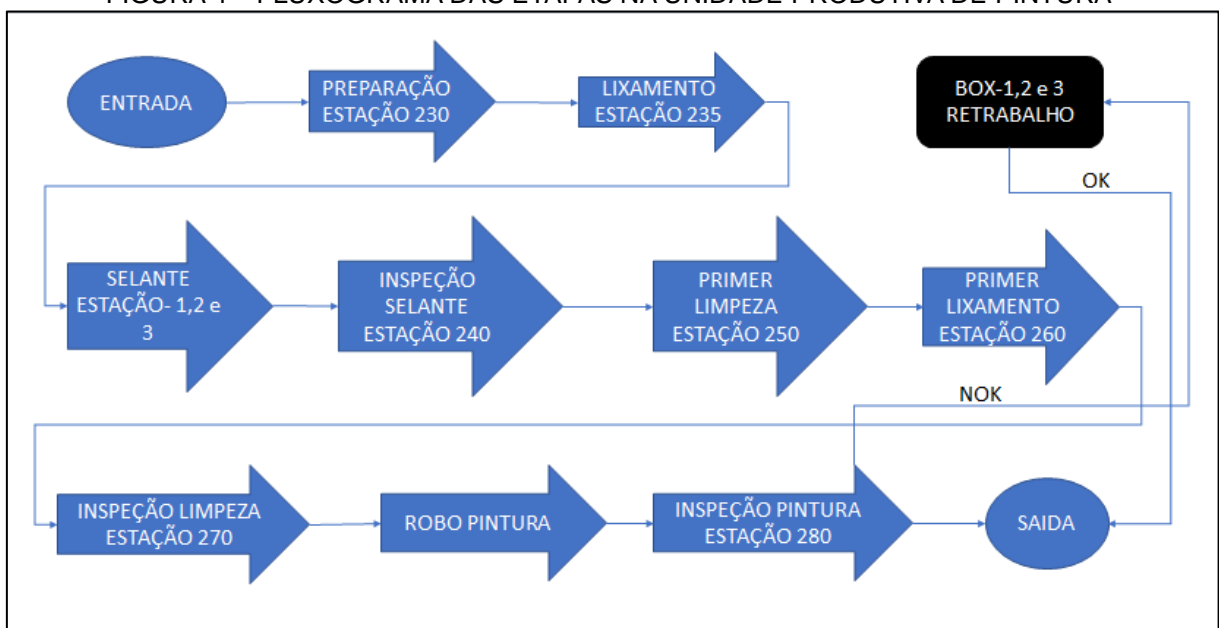 ENTRADA
PREPARAÇÃO
ESTAÇÃO 230
LIXAMENTO
ESTAÇÃO 235
BOX-1,2 e 3
RETRABALHO
OK
SELANTE
ESTAÇÃO- 1,2 e
3
INSPEÇÃO
SELANTE
ESTAÇÃO 240
PRIMER
LIMPEZA
ESTAÇÃO 250
PRIMER
LIXAMENTO
ESTAÇÃO 260
NOK
INSPEÇÃO LIMPEZA
ESTAÇÃO 270
ROBO PINTURA
INSPEÇÃO PINTURA
ESTAÇÃO 280
SAIDA